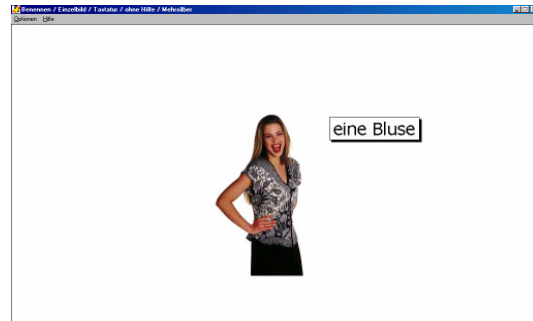 Benennen / Einzelbild / Tastatur / ohne Hilfe / Mehrsilber
Optionen Hilfe
eine Bluse